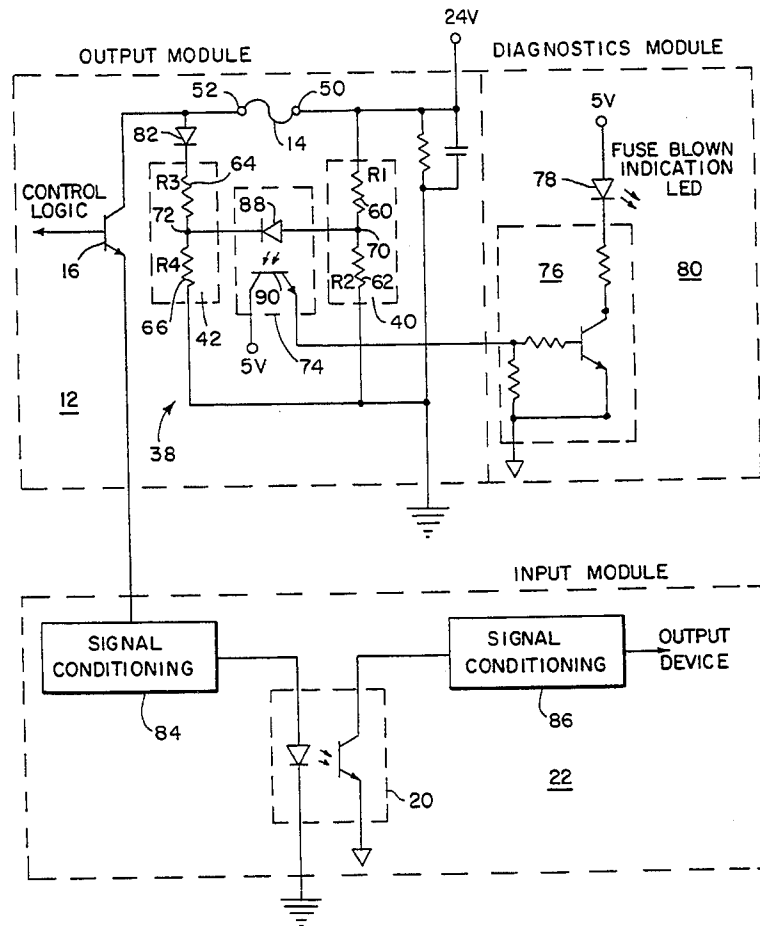 24V
OUTPUT MODULE
DIAGNOSTICS MODULE
52
50
5V
82
14
FUSE BLOWN
INDICATION
LED
78
64
R3
R1
CONTROL
LOGIC
88
60
72
70
76
80
16
R4
R2
62
90
66
42
40
5V
74
12
38
INPUT MODULE
SIGNAL
CONDITIONING
SIGNAL
CONDITIONING
OUTPUT
DEVICE
84
86
20
22